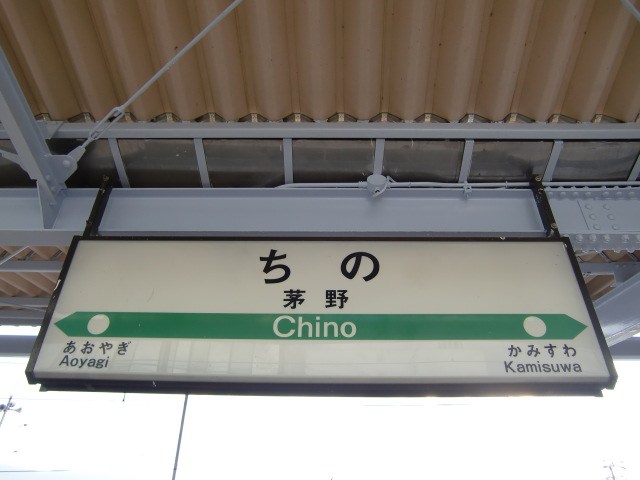 ちの
茅野
Chino
あおやぎ
Aoyagi
かみすわ
Kamisuwa